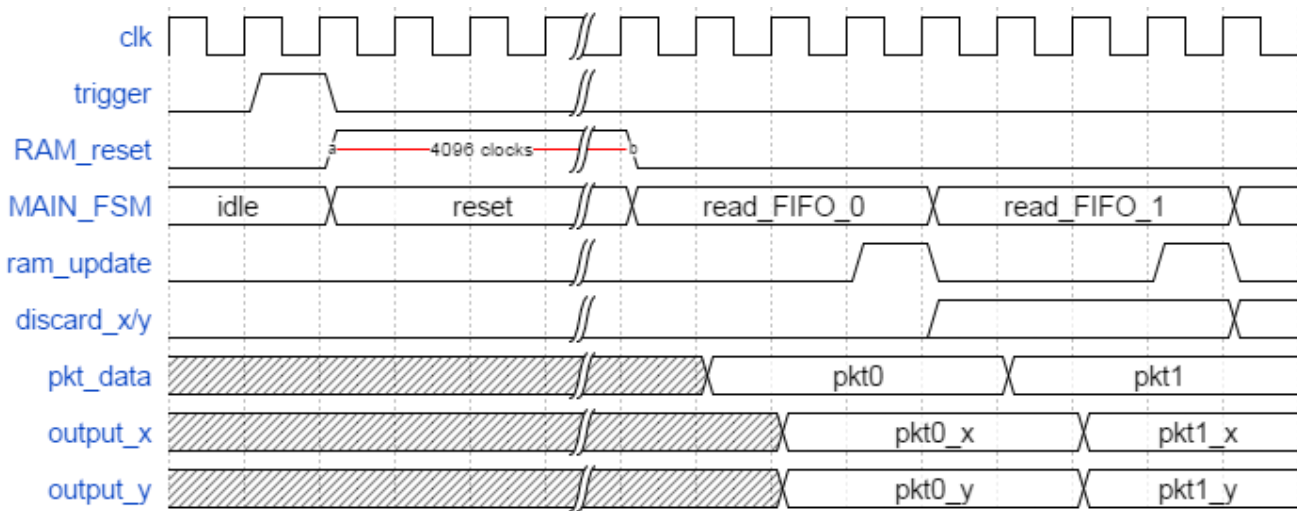 clk
trigger
RAM_reset a 4096 clocks b
MAIN_FSM idle reset read_FIFO_0 read_FIFO_1
ram_update
discard_x/y
pkt_data pkt0 pkt1
output_x pkt0_x pkt1_x
output_y pkt0_y pkt1_y